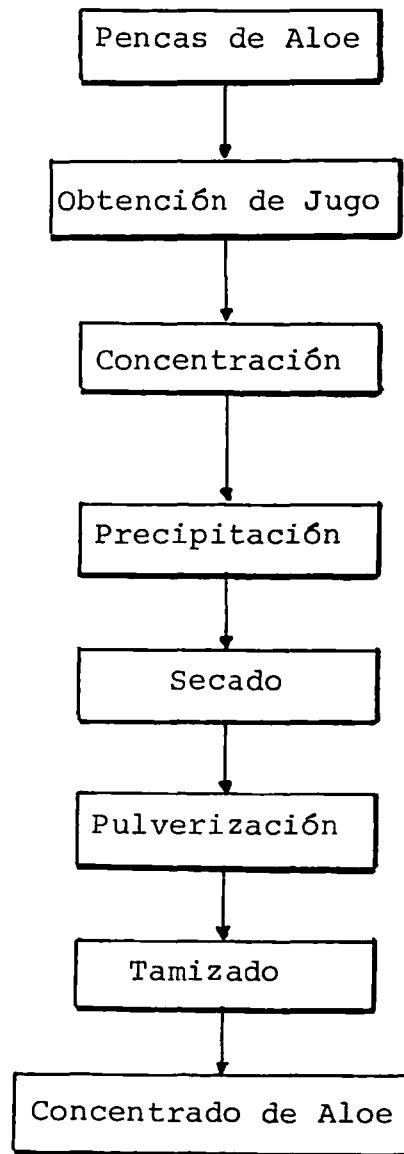 Pencas de Aloe
Obtención de Jugo
Concentración
Precipitación
Secado
Pulverización
Tamizado
Concentrado de Aloe